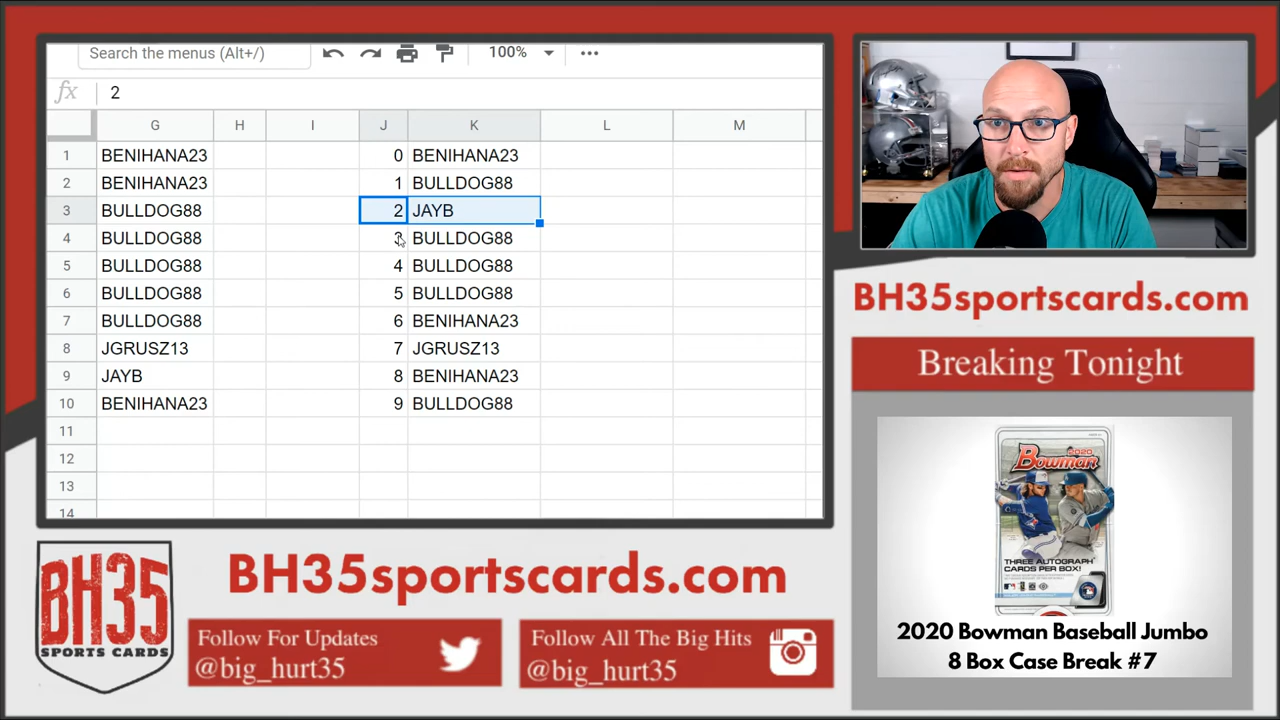 Search the menus (Alt+/)
100%
fx 2
G H I J K L M
1 BENIHANA23 0 BENIHANA23
2 BENIHANA23 1 BULLDOG88
3 BULLDOG88 2 JAYB
4 BULLDOG88 3 BULLDOG88
5 BULLDOG88 4 BULLDOG88
6 BULLDOG88 5 BULLDOG88
7 BULLDOG88 6 BENIHANA23
8 JGRUSZ13 7 JGRUSZ13
9 JAYB 8 BENIHANA23
10 BENIHANA23 9 BULLDOG88
11
12
13
14
BH35sportscards.com
Breaking Tonight
2020
Bowman
THREE AUTOGRAPH
CARDS PER BOX!
2020 Bowman Baseball Jumbo
8 Box Case Break #7
BH35
SPORTS CARDS
BH35sportscards.com
Follow For Updates
@big_hurt35
Follow All The Big Hits
@big_hurt35